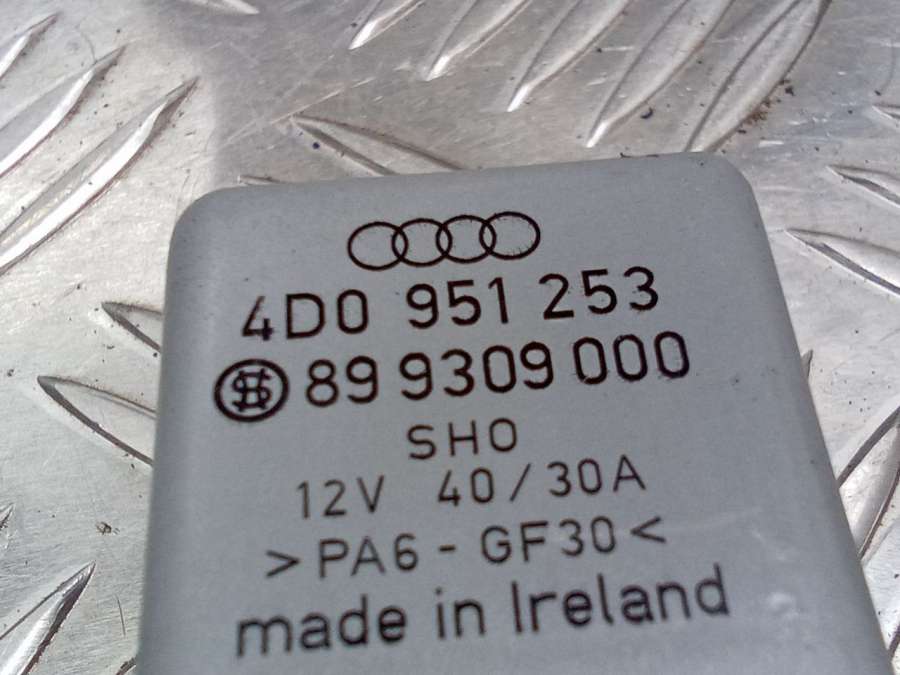 4D0 951 253
89 9309 000
SHO
12V 40/30A
>PA6-GF30<
made in Ireland